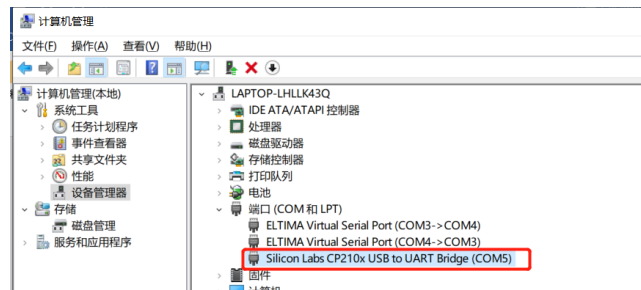 计算机管理
文件(F) 操作(A) 查看(V) 帮助(H)
计算机管理(本地)
系统工具
任务计划程序
事件查看器
共享文件夹
性能
设备管理器
存储
磁盘管理
服务和应用程序
LAPTOP-LHLLK43Q
IDE ATA/ATAPI 控制器
处理器
磁盘驱动器
存储控制器
打印队列
电池
端口 (COM 和 LPT)
ELTIMA Virtual Serial Port (COM3->COM4)
ELTIMA Virtual Serial Port (COM4->COM3)
Silicon Labs CP210x USB to UART Bridge (COM5)
固件
计算机